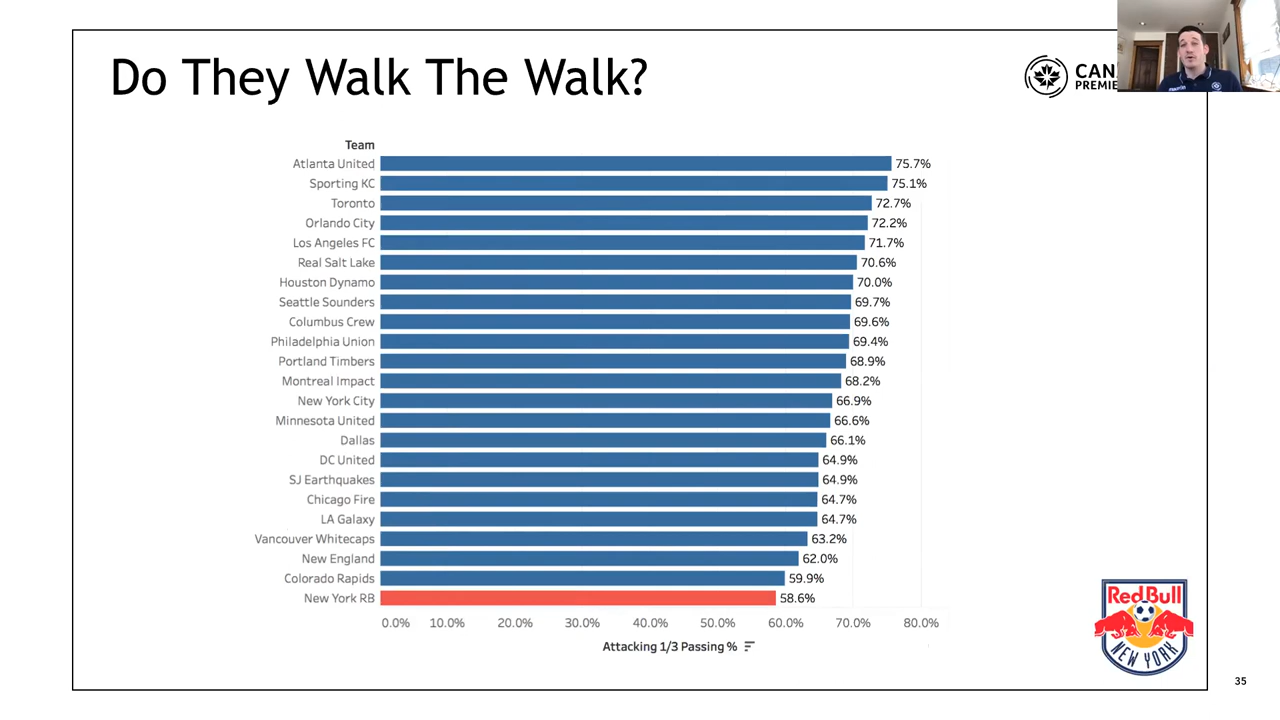 Do They Walk The Walk?
CAN
PREMIE
Team
Atlanta United 75.7%
Sporting KC 75.1%
Toronto 72.7%
Orlando City 72.2%
Los Angeles FC 71.7%
Real Salt Lake 70.6%
Houston Dynamo 70.0%
Seattle Sounders 69.7%
Columbus Crew 69.6%
Philadelphia Union 69.4%
Portland Timbers 68.9%
Montreal Impact 68.2%
New York City 66.9%
Minnesota United 66.6%
Dallas 66.1%
DC United 64.9%
SJ Earthquakes 64.9%
Chicago Fire 64.7%
LA Galaxy 64.7%
Vancouver Whitecaps 63.2%
New England 62.0%
Colorado Rapids 59.9%
New York RB 58.6%
0.0% 10.0% 20.0% 30.0% 40.0% 50.0% 60.0% 70.0% 80.0%
Attacking 1/3 Passing %
Red Bull
NEW YORK
35